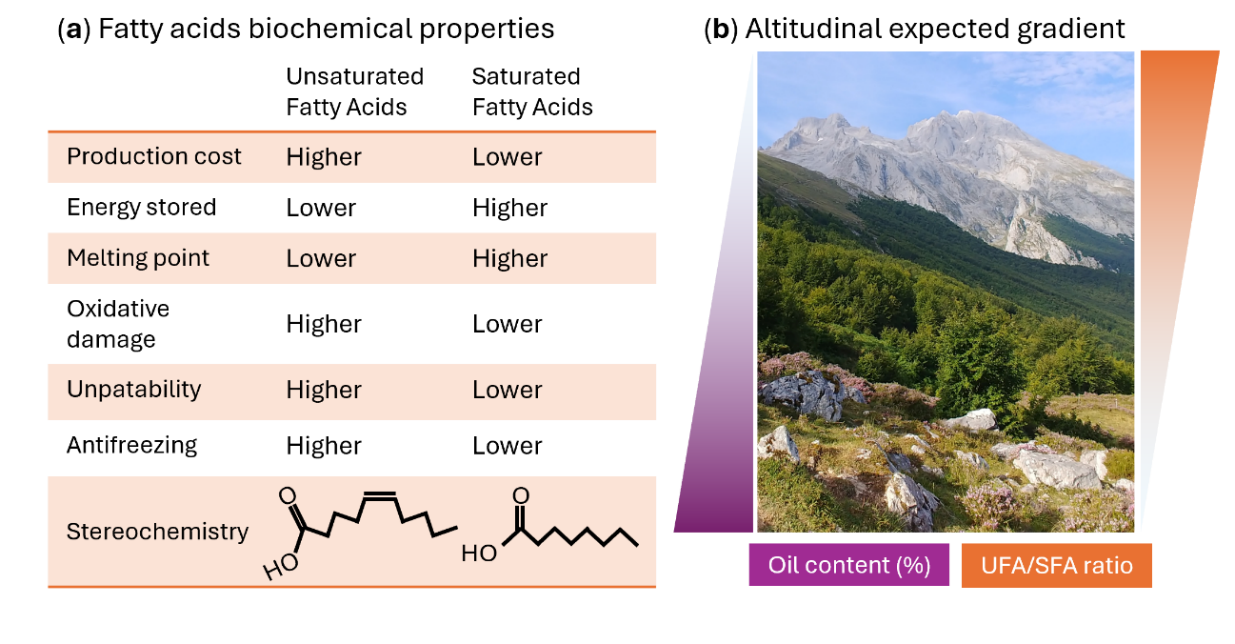 (a) Fatty acids biochemical properties
Unsaturated Fatty Acids
Saturated Fatty Acids
Production cost Higher Lower
Energy stored Lower Higher
Melting point Lower Higher
Oxidative damage Higher Lower
Unpatability Higher Lower
Antifreezing Higher Lower
Stereochemistry
O
HO
O
HO
(b) Altitudinal expected gradient
Oil content (%)
UFA/SFA ratio